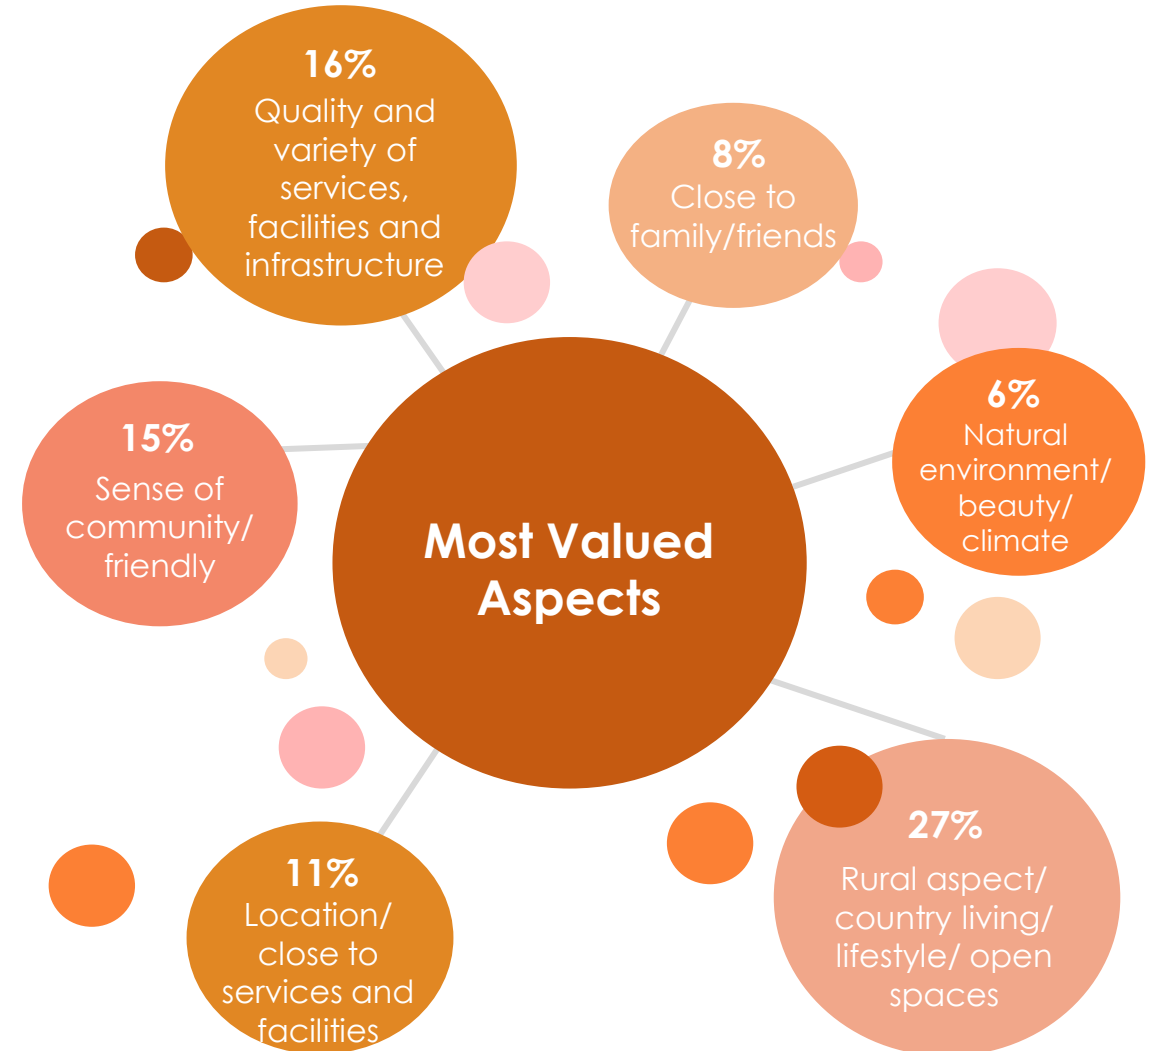 16%
Quality and
variety of
services,
facilities and
infrastructure
8%
Close to
family/friends
6%
Natural
environment/
beauty/
climate
15%
Sense of
community/
friendly
Most Valued
Aspects
27%
Rural aspect/
country living/
lifestyle/ open
spaces
11%
Location/
close to
services and
facilities